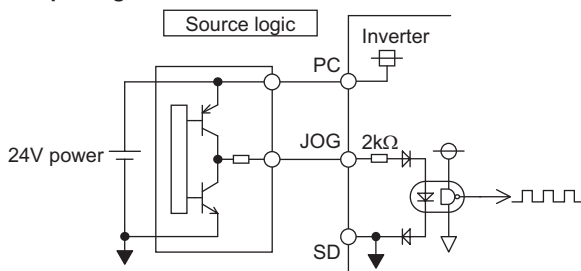 Source logic
Inverter
PC
24V power
JOG
2kΩ
SD